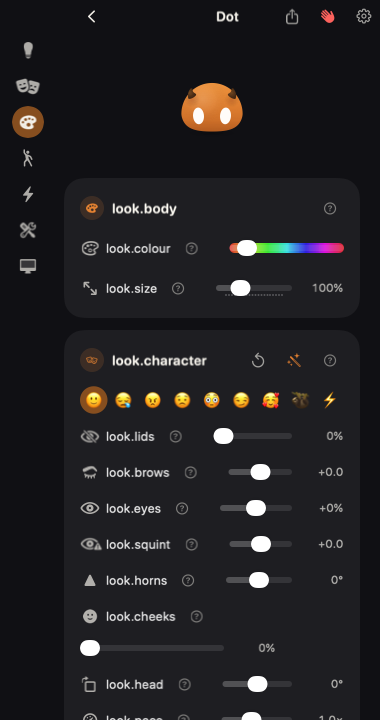 Dot
look.body
look.colour
look.size 100%
look.character
look.lids 0%
look.brows +0.0
look.eyes +0%
look.squint +0.0
look.horns 0°
look.cheeks
0%
look.head 0°